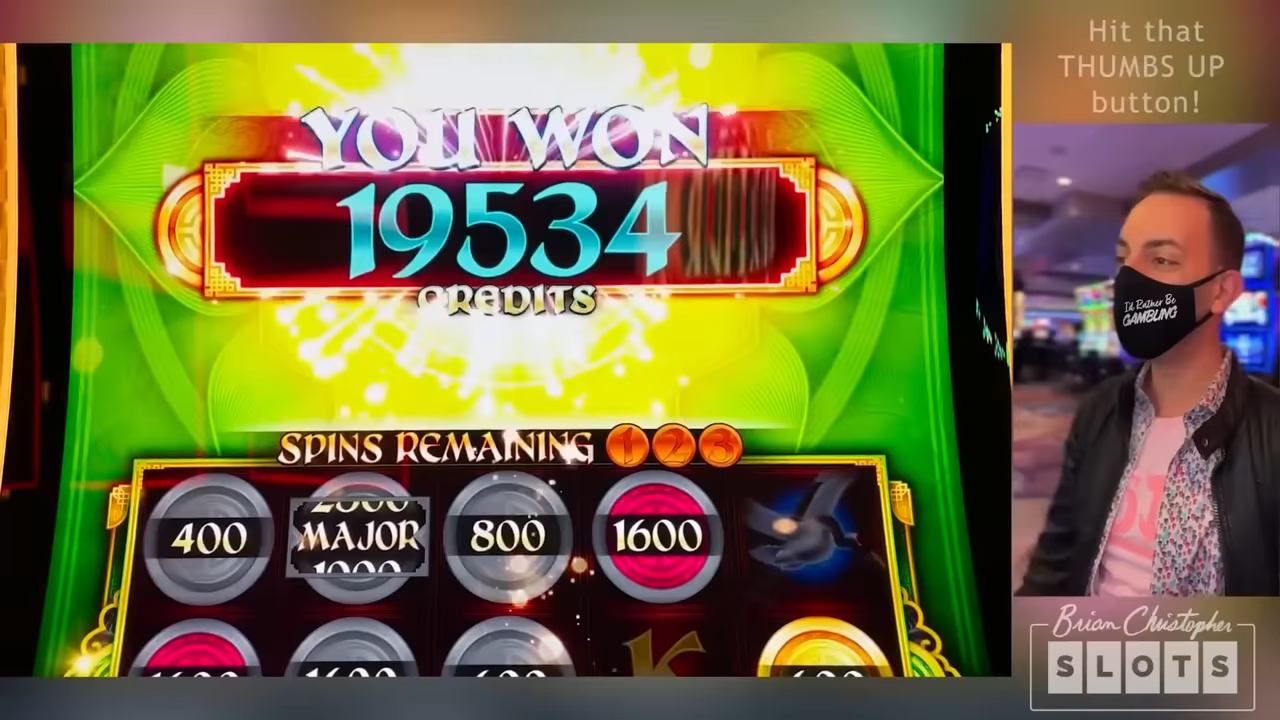 Hit that
THUMBS UP
button!
YOU WON
19534
CREDITS
I'd Rather Be
GAMBLING
SPINS REMAINING 1 2 3
400
MAJOR
800
1600
K
Brian Christopher
SLOTS